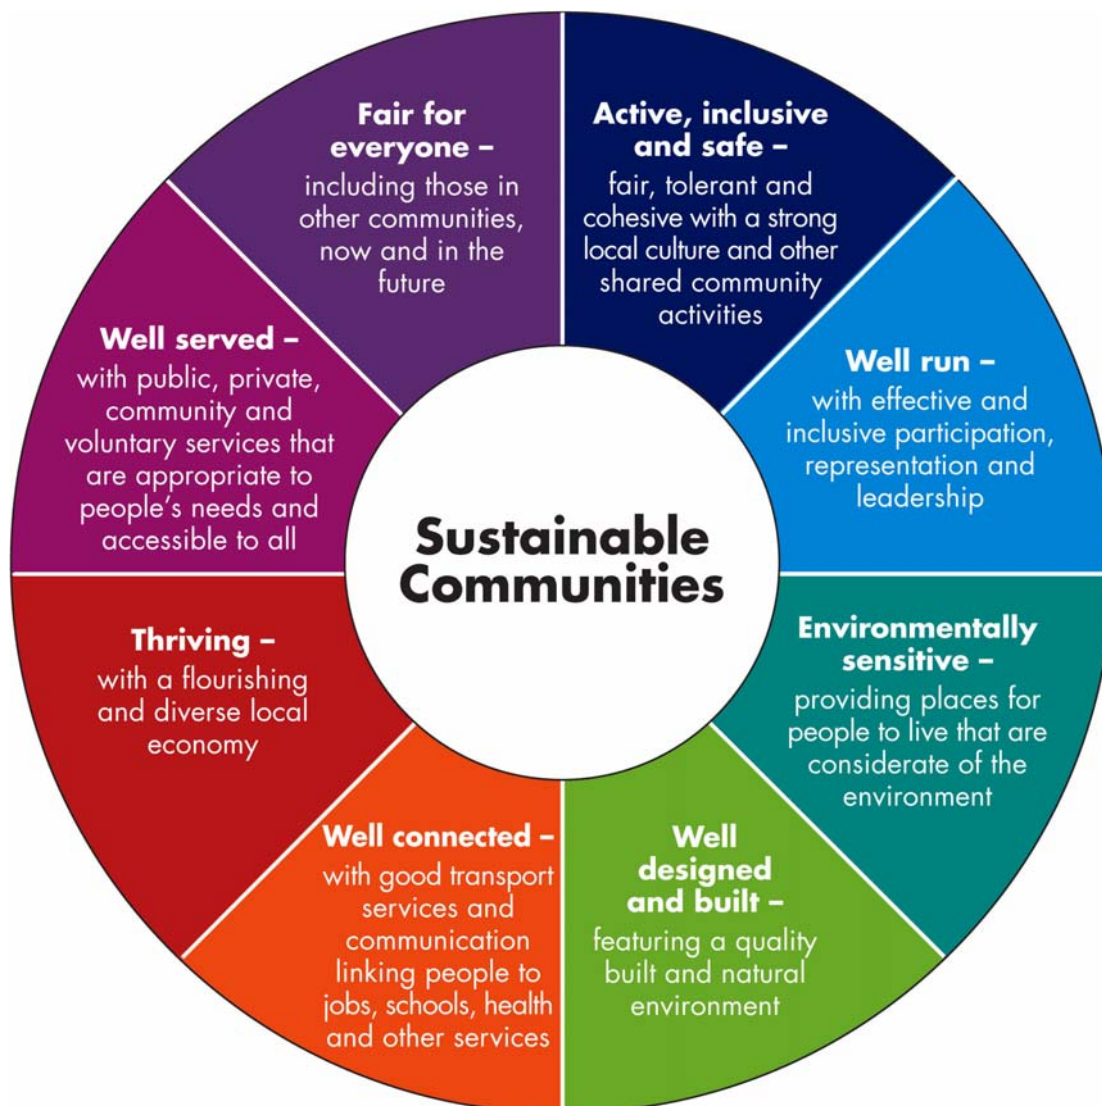 Sustainable
Communities
Active, inclusive
and safe –
fair, tolerant and
cohesive with a strong
local culture and other
shared community
activities
Well run –
with effective and
inclusive participation,
representation and
leadership
Environmentally
sensitive –
providing places for
people to live that are
considerate of the
environment
Well
designed
and built –
featuring a quality
built and natural
environment
Well connected –
with good transport
services and
communication
linking people to
jobs, schools, health
and other services
Thriving –
with a flourishing
and diverse local
economy
Well served –
with public, private,
community and
voluntary services that
are appropriate to
people’s needs and
accessible to all
Fair for
everyone –
including those in
other communities,
now and in the
future